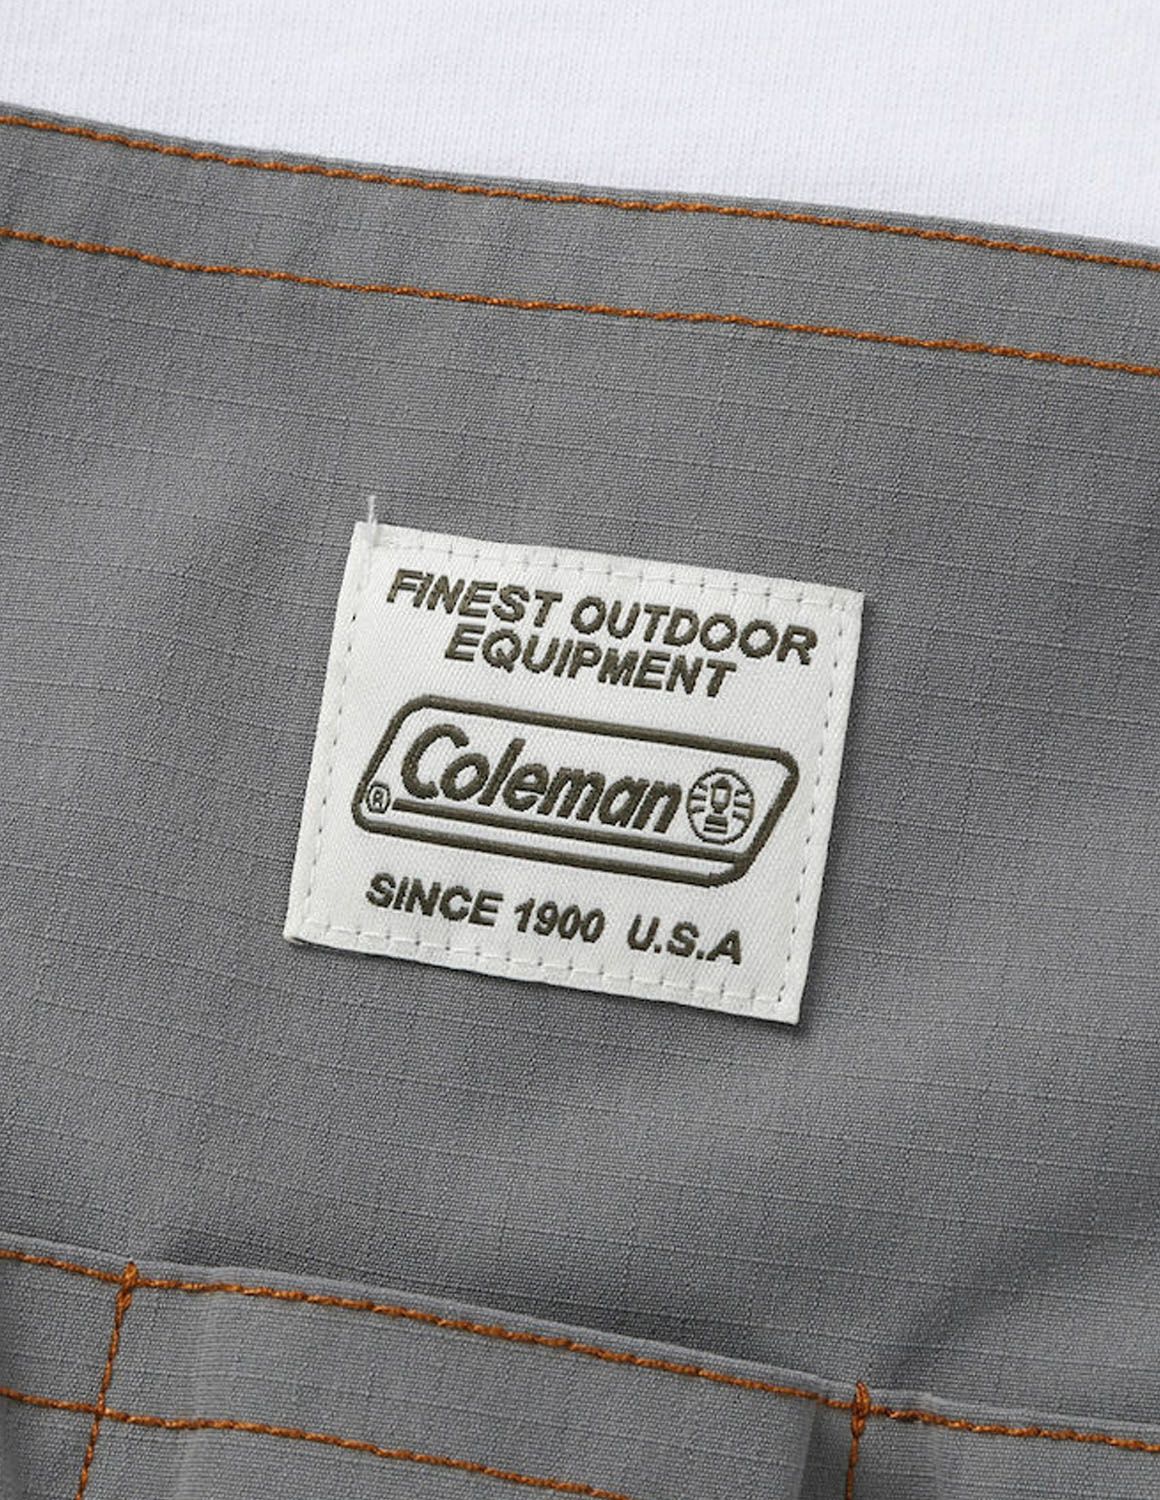 FINEST OUTDOOR
EQUIPMENT
® Coleman
SINCE 1900 U.S.A